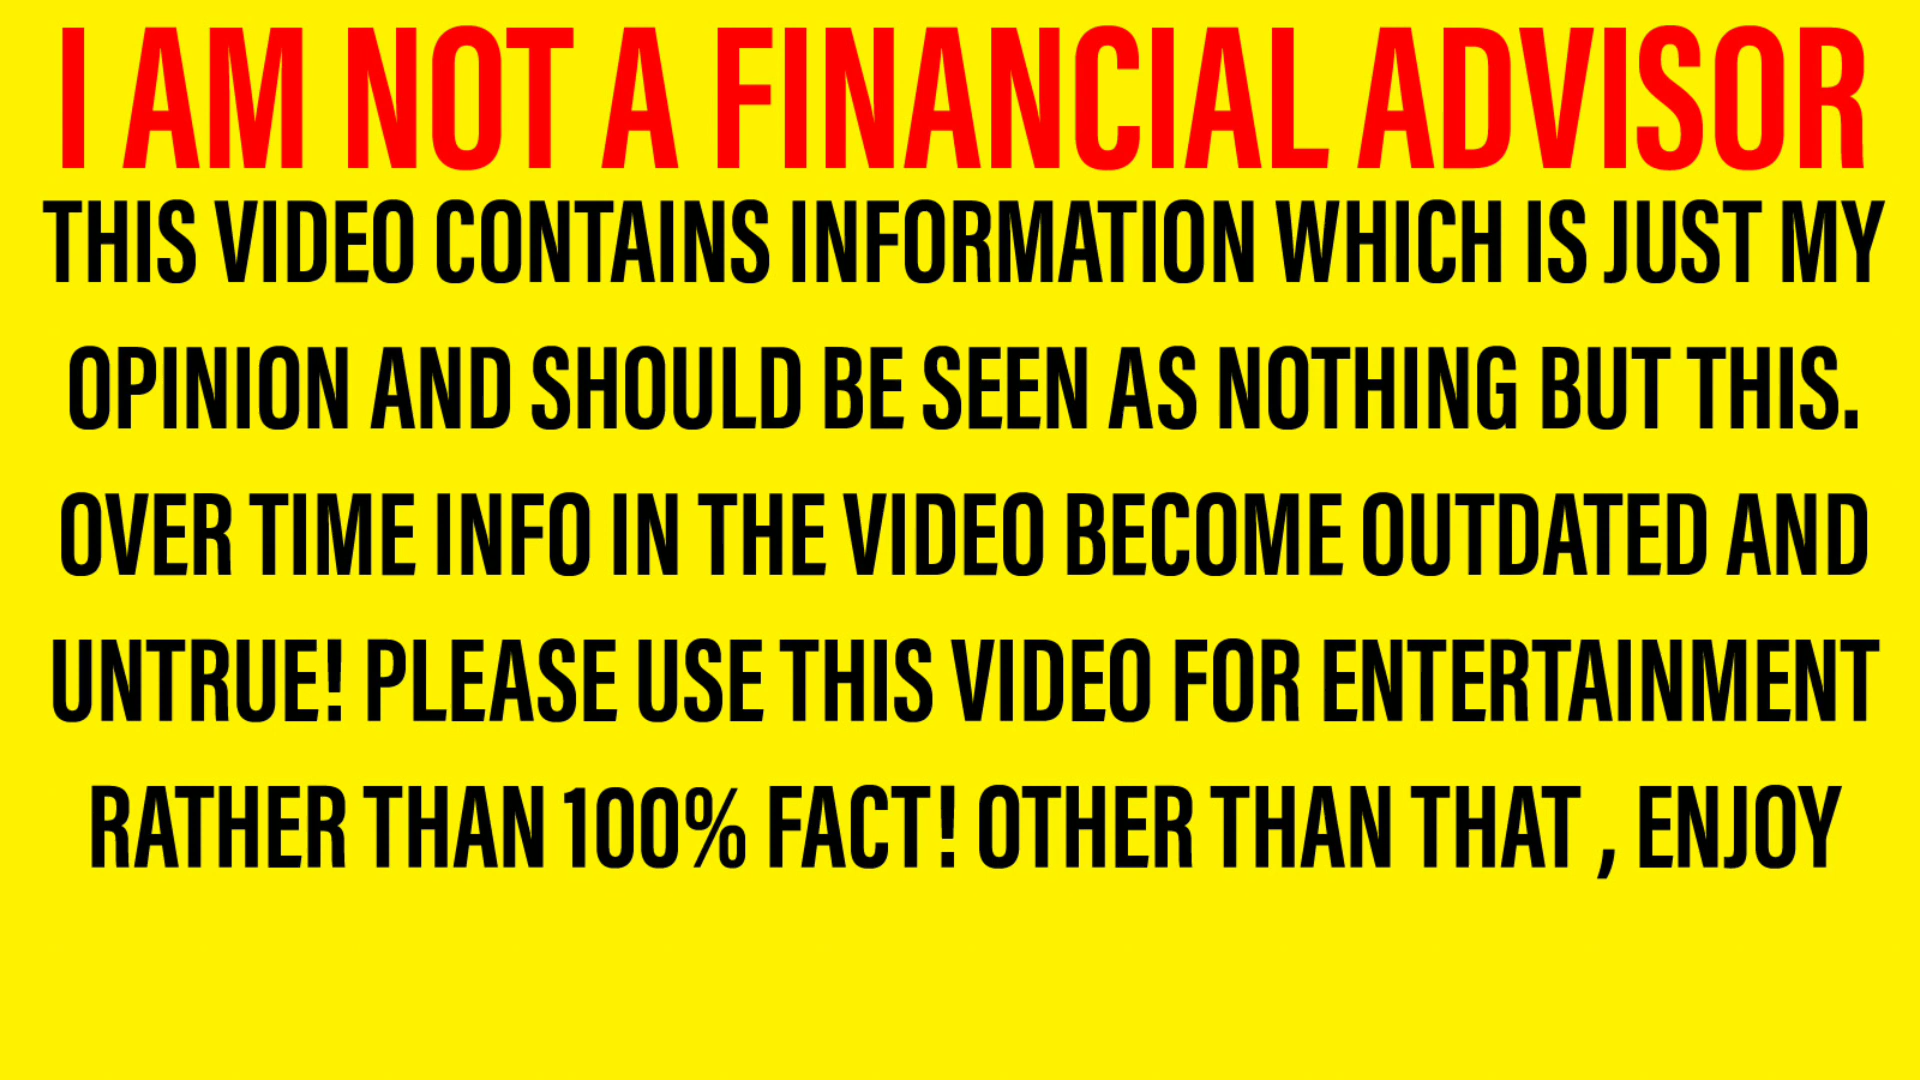 I AM NOT A FINANCIAL ADVISOR
THIS VIDEO CONTAINS INFORMATION WHICH IS JUST MY
OPINION AND SHOULD BE SEEN AS NOTHING BUT THIS.
OVER TIME INFO IN THE VIDEO BECOME OUTDATED AND
UNTRUE! PLEASE USE THIS VIDEO FOR ENTERTAINMENT
RATHER THAN 100% FACT! OTHER THAN THAT , ENJOY